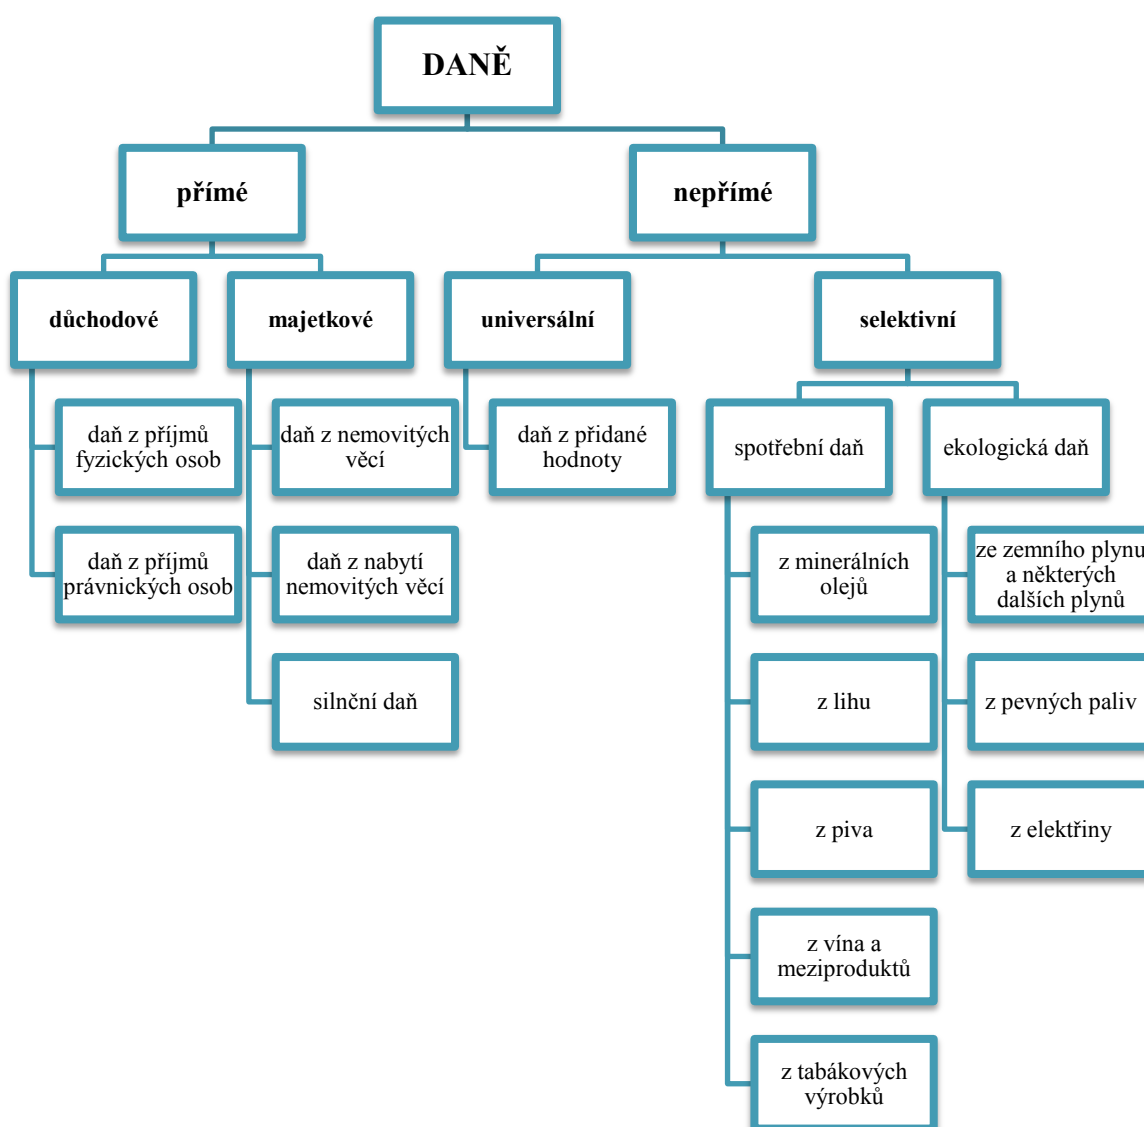 DANĚ
přímé
nepřímé
důchodové
majetkové
universální
selektivní
daň z příjmů
fyzických osob
daň z nemovitých
věcí
daň z přidané
hodnoty
spotřební daň
ekologická daň
daň z příjmů
právnických osob
daň z nabytí
nemovitých věcí
z minerálních
olejů
ze zemního plynu
a některých
dalších plynů
silnční daň
z lihu
z pevných paliv
z piva
z elektřiny
z vína a
meziproduktů
z tabákových
výrobků